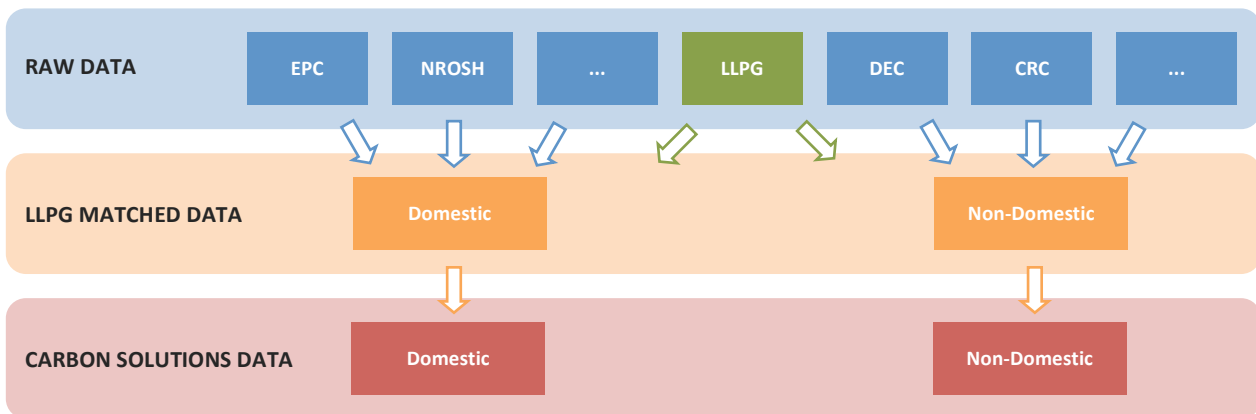 RAW DATA
EPC
NROSH
...
LLPG
DEC
CRC
...
LLPG MATCHED DATA
Domestic
Non-Domestic
CARBON SOLUTIONS DATA
Domestic
Non-Domestic